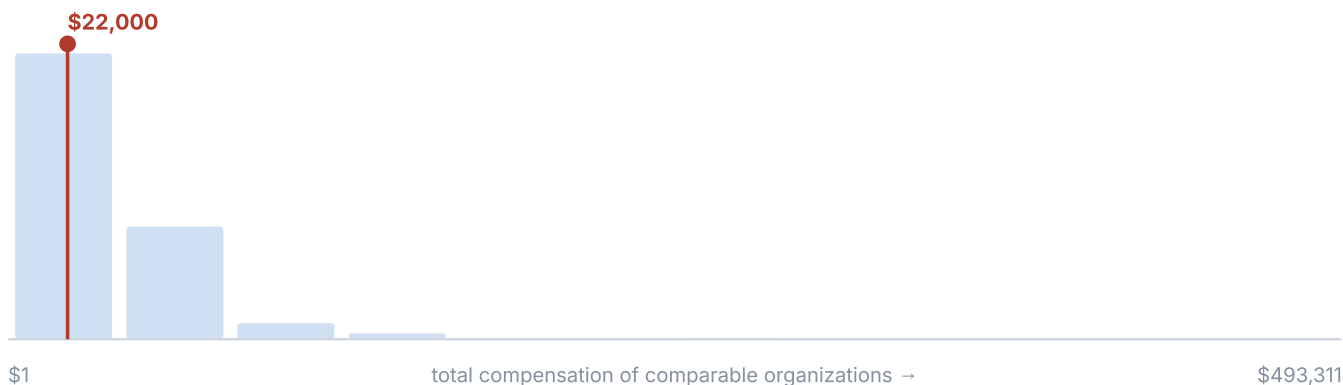 $22,000
$1 total compensation of comparable organizations → $493,311